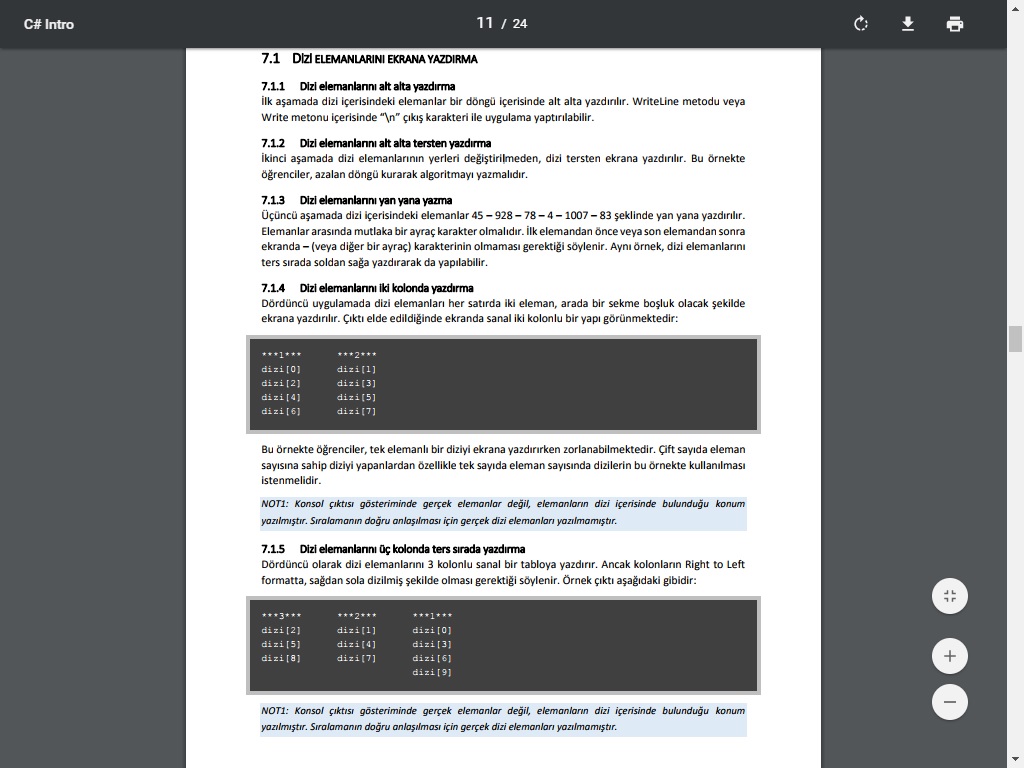 C# Intro
11 / 24
7.1 Dizi ELEMANLARINI EKRANA YAZDIRMA
7.1.1 Dizi elemanlarını alt alta yazdırma
İlk aşamada dizi içerisindeki elemanlar bir döngü içerisinde alt alta yazdırılır. WriteLine metodu veya
Write metonu içerisinde “\n” çıkış karakteri ile uygulama yaptırılabilir.
7.1.2 Dizi elemanlarını alt alta tersten yazdırma
İkinci aşamada dizi elemanlarının yerleri değiştirilmeden, dizi tersten ekrana yazdırılır. Bu örnekte
öğrenciler, azalan döngü kurarak algoritmayı yazmalıdır.
7.1.3 Dizi elemanlarını yan yana yazma
Üçüncü aşamada dizi içerisindeki elemanlar 45 – 928 – 78 – 4 – 1007 – 83 şeklinde yan yana yazdırılır.
Elemanlar arasında mutlaka bir ayraç karakter olmalıdır. İlk elemandan önce veya son elemandan sonra
ekranda – (veya diğer bir ayraç) karakterinin olmaması gerektiği söylenir. Aynı örnek, dizi elemanlarını
ters sırada soldan sağa yazdırarak da yapılabilir.
7.1.4 Dizi elemanlarını iki kolonda yazdırma
Dördüncü uygulamada dizi elemanları her satırda iki eleman, arada bir sekme boşluk olacak şekilde
ekrana yazdırılır. Çıktı elde edildiğinde ekranda sanal iki kolonlu bir yapı görünmektedir:
***1*** ***2***
dizi[0] dizi[1]
dizi[2] dizi[3]
dizi[4] dizi[5]
dizi[6] dizi[7]
Bu örnekte öğrenciler, tek elemanlı bir diziyi ekrana yazdırırken zorlanabilmektedir. Çift sayıda eleman
sayısına sahip diziyi yapanlardan özellikle tek sayıda eleman sayısında dizilerin bu örnekte kullanılması
istenmelidir.
NOT1: Konsol çıktısı gösteriminde gerçek elemanlar değil, elemanların dizi içerisinde bulunduğu konum
yazılmıştır. Sıralamanın doğru anlaşılması için gerçek dizi elemanları yazılmamıştır.
7.1.5 Dizi elemanlarını üç kolonda ters sırada yazdırma
Dördüncü olarak dizi elemanlarını 3 kolonlu sanal bir tabloya yazdırır. Ancak kolonların Right to Left
formatta, sağdan sola dizilmiş şekilde olması gerektiği söylenir. Örnek çıktı aşağıdaki gibidir:
***3*** ***2*** ***1***
dizi[2] dizi[1] dizi[0]
dizi[5] dizi[4] dizi[3]
dizi[8] dizi[7] dizi[6]
dizi[9]
NOT1: Konsol çıktısı gösteriminde gerçek elemanlar değil, elemanların dizi içerisinde bulunduğu konum
yazılmıştır. Sıralamanın doğru anlaşılması için gerçek dizi elemanları yazılmamıştır.